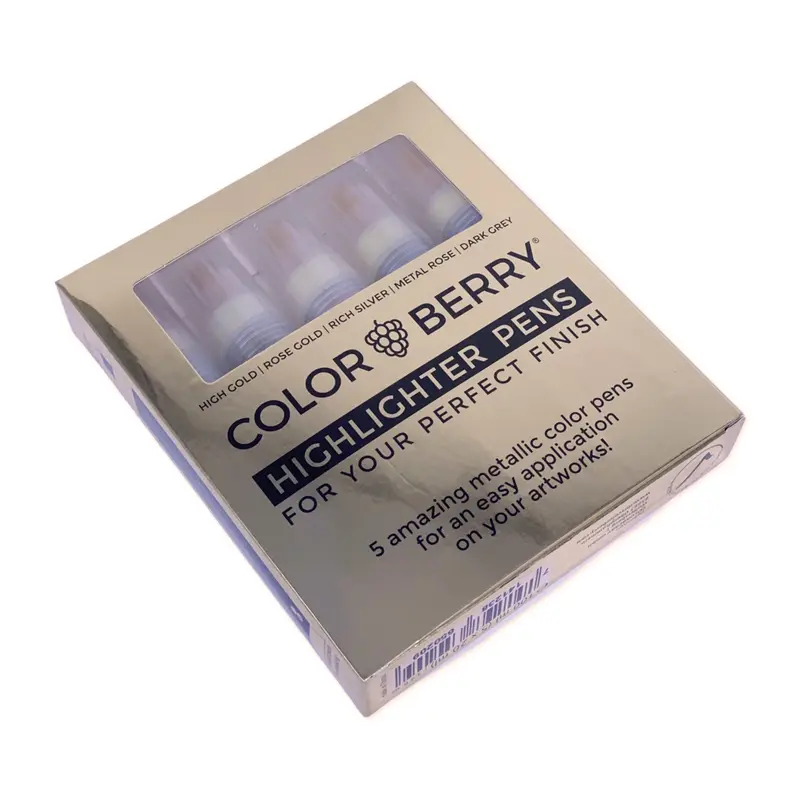 HIGH GOLD | ROSE GOLD | RICH SILVER | METAL ROSE | DARK GREY
COLOR BERRY®
HIGHLIGHTER PENS
FOR YOUR PERFECT FINISH
5 amazing metallic color pens
for an easy application
on your artworks!